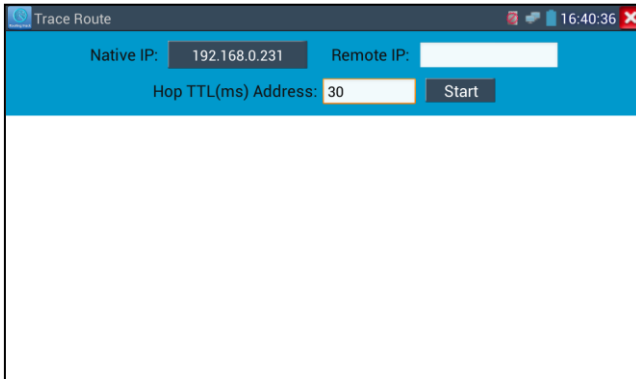 Trace Route 16:40:36
Native IP: 192.168.0.231 Remote IP:
Hop TTL(ms) Address: 30 Start